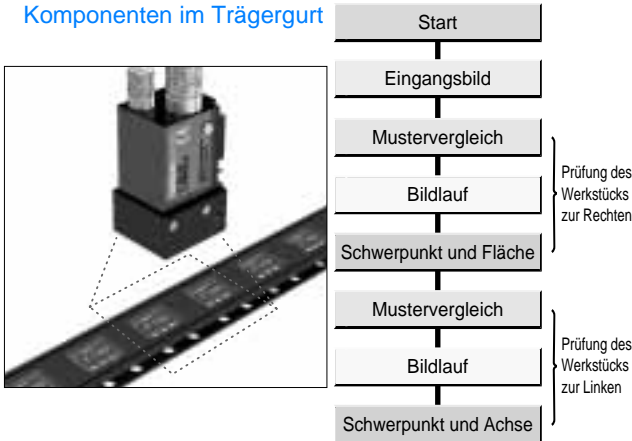 Komponenten im Trägergurt
Start
Eingangsbild
Mustervergleich
Bildlauf
Schwerpunkt und Fläche
Prüfung des
Werkstücks
zur Rechten
Mustervergleich
Bildlauf
Schwerpunkt und Achse
Prüfung des
Werkstücks
zur Linken